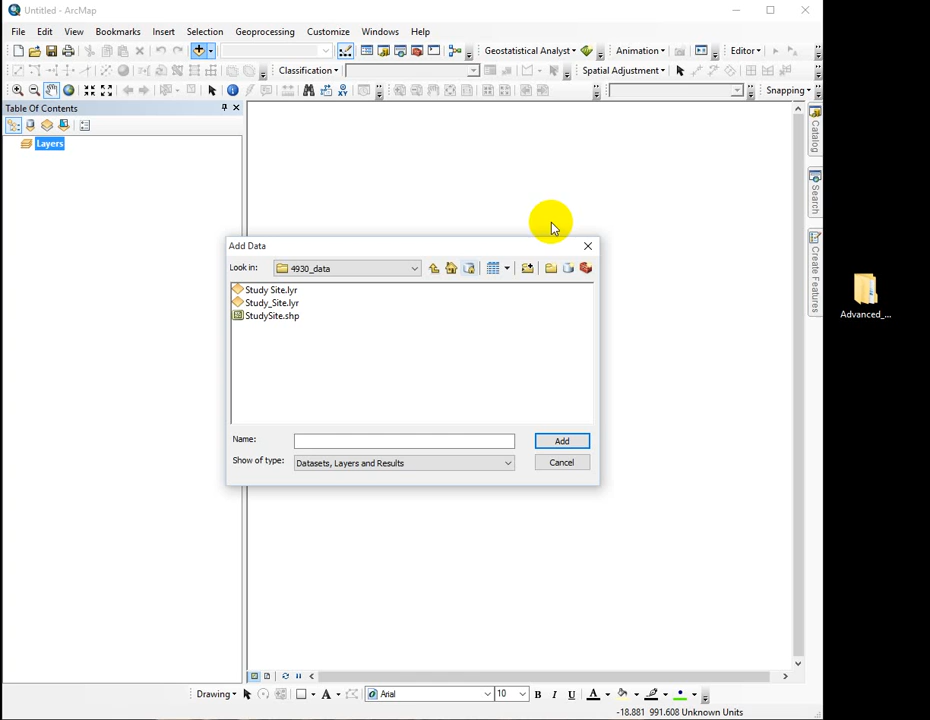 Untitled - ArcMap
File Edit View Bookmarks Insert Selection Geoprocessing Customize Windows Help
Geostatistical Analyst Animation Editor
Classification Spatial Adjustment
Snapping
Table Of Contents
Layers
Catalog
Search
Create Features
Add Data
Look in: 4930_data
Study Site.lyr
Study_Site.lyr
StudySite.shp
Name: Add
Show of type: Datasets, Layers and Results Cancel
Advanced_...
Drawing A Arial 10 B I U A
-18.881 991.608 Unknown Units